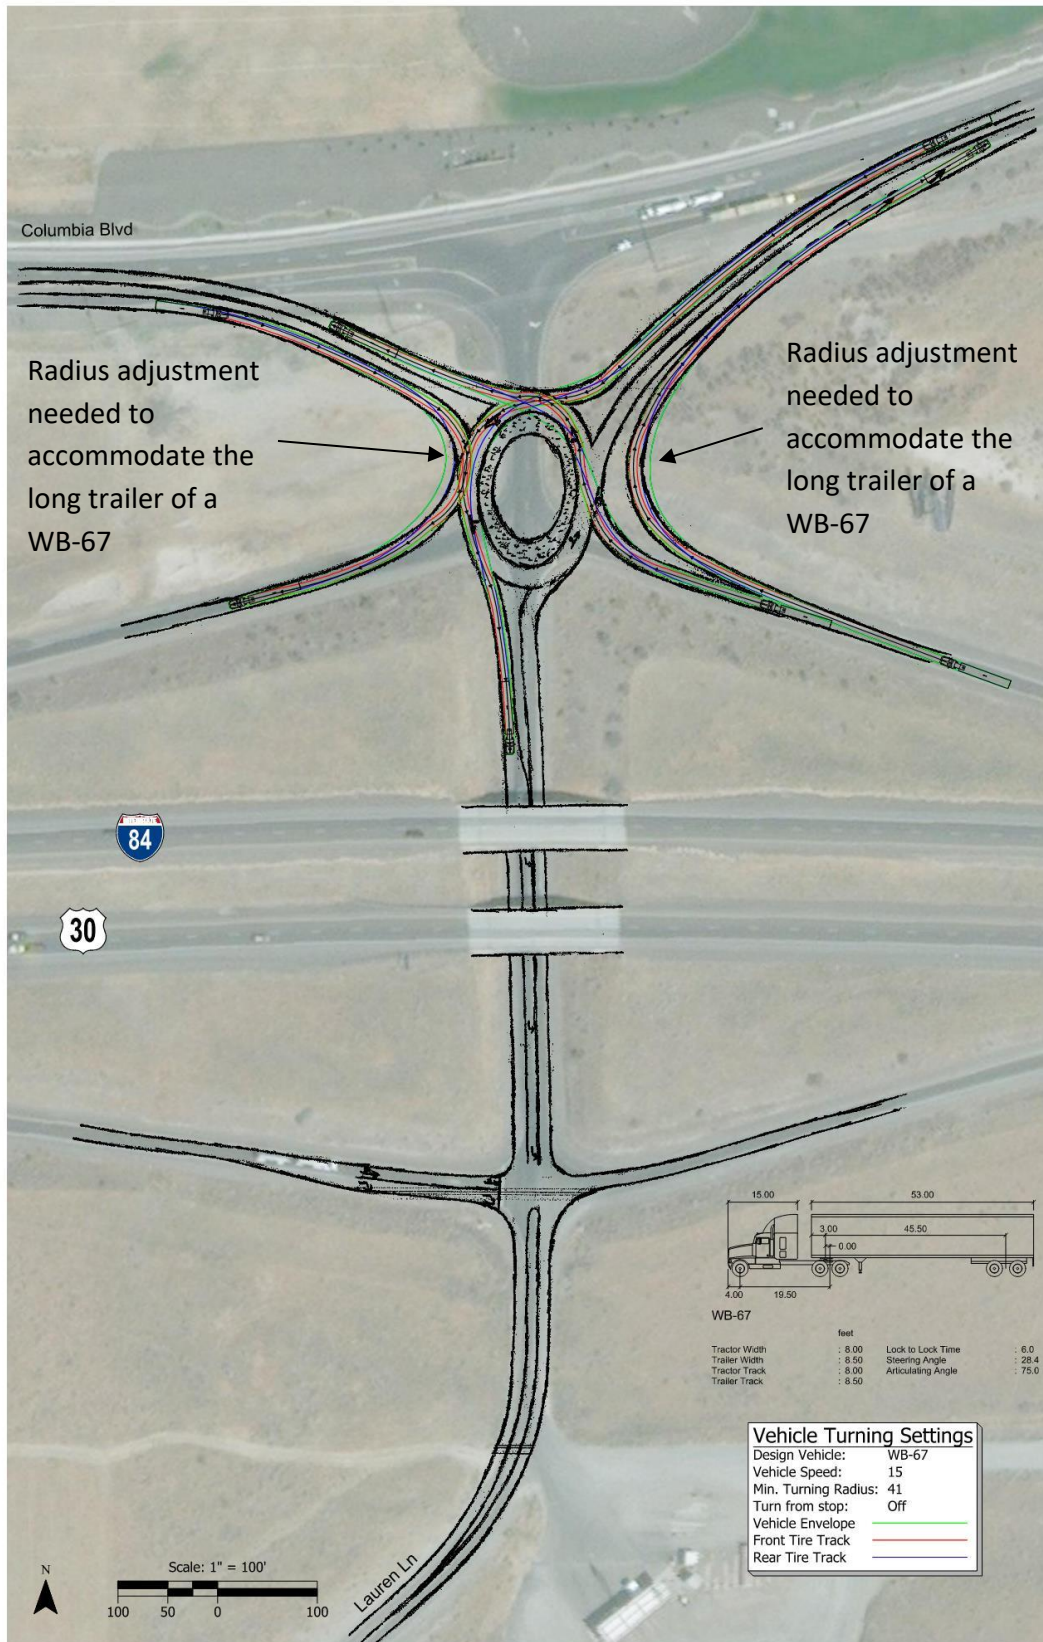 Columbia Blvd
Radius adjustment
needed to
accommodate the
long trailer of a
WB-67
Radius adjustment
needed to
accommodate the
long trailer of a
WB-67
84
30
15.00
53.00
3.00
45.50
0.00
4.00
19.50
WB-67
feet
Tractor Width : 8.00 Lock to Lock Time : 6.0
Trailer Width : 8.50 Steering Angle : 28.4
Tractor Track : 8.00 Articulating Angle : 75.0
Trailer Track : 8.50
Vehicle Turning Settings
Design Vehicle: WB-67
Vehicle Speed: 15
Min. Turning Radius: 41
Turn from stop: Off
Vehicle Envelope
Front Tire Track
Rear Tire Track
Lauren Ln
N
Scale: 1" = 100'
100 50 0 100